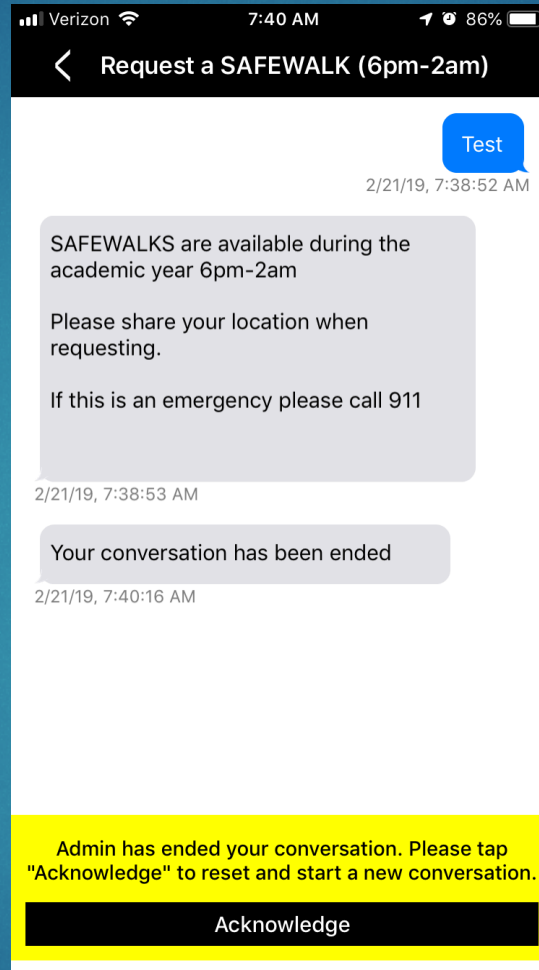 Verizon 7:40 AM 86%
Request a SAFEWALK (6pm-2am)
Test
2/21/19, 7:38:52 AM
SAFEWALKS are available during the
academic year 6pm-2am
Please share your location when
requesting.
If this is an emergency please call 911
2/21/19, 7:38:53 AM
Your conversation has been ended
2/21/19, 7:40:16 AM
Admin has ended your conversation. Please tap
"Acknowledge" to reset and start a new conversation.
Acknowledge